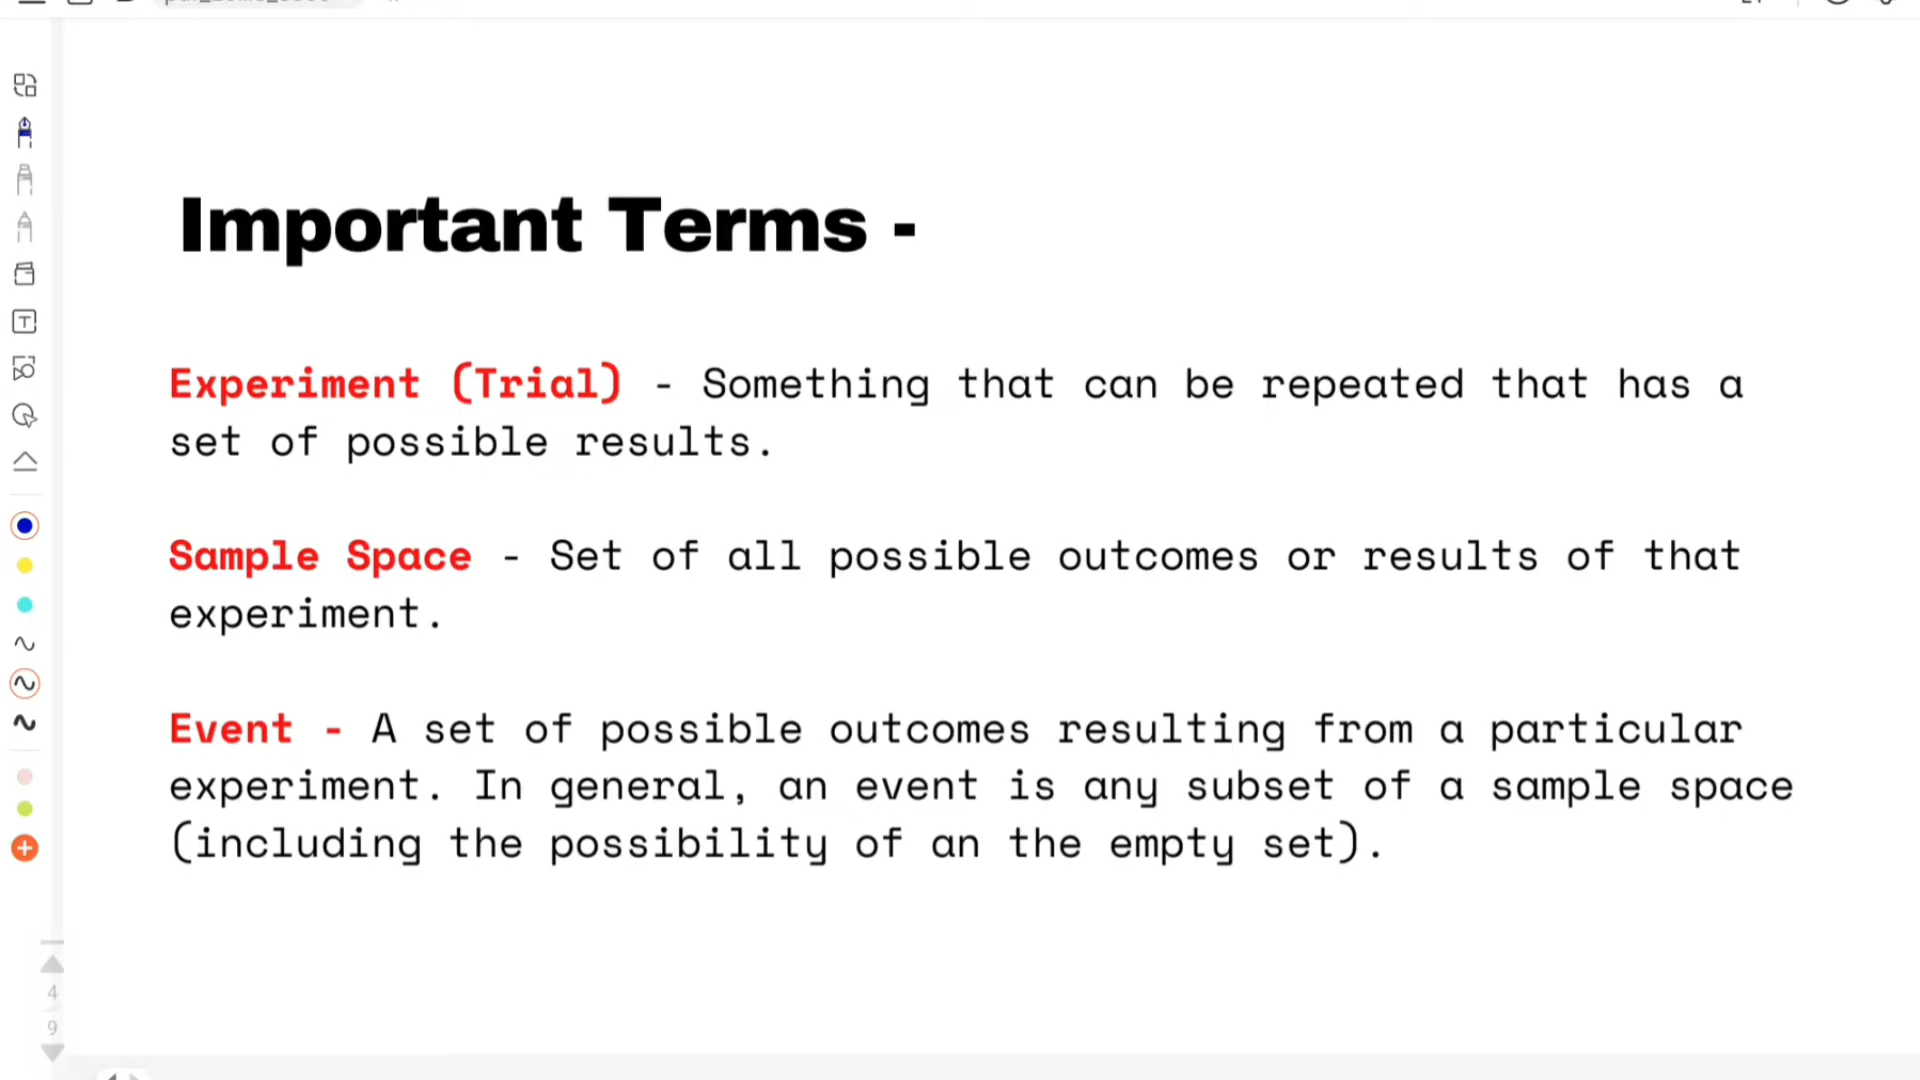 Important Terms -
Experiment (Trial) - Something that can be repeated that has a
set of possible results.
Sample Space - Set of all possible outcomes or results of that
experiment.
Event - A set of possible outcomes resulting from a particular
experiment. In general, an event is any subset of a sample space
(including the possibility of an the empty set).
4
9